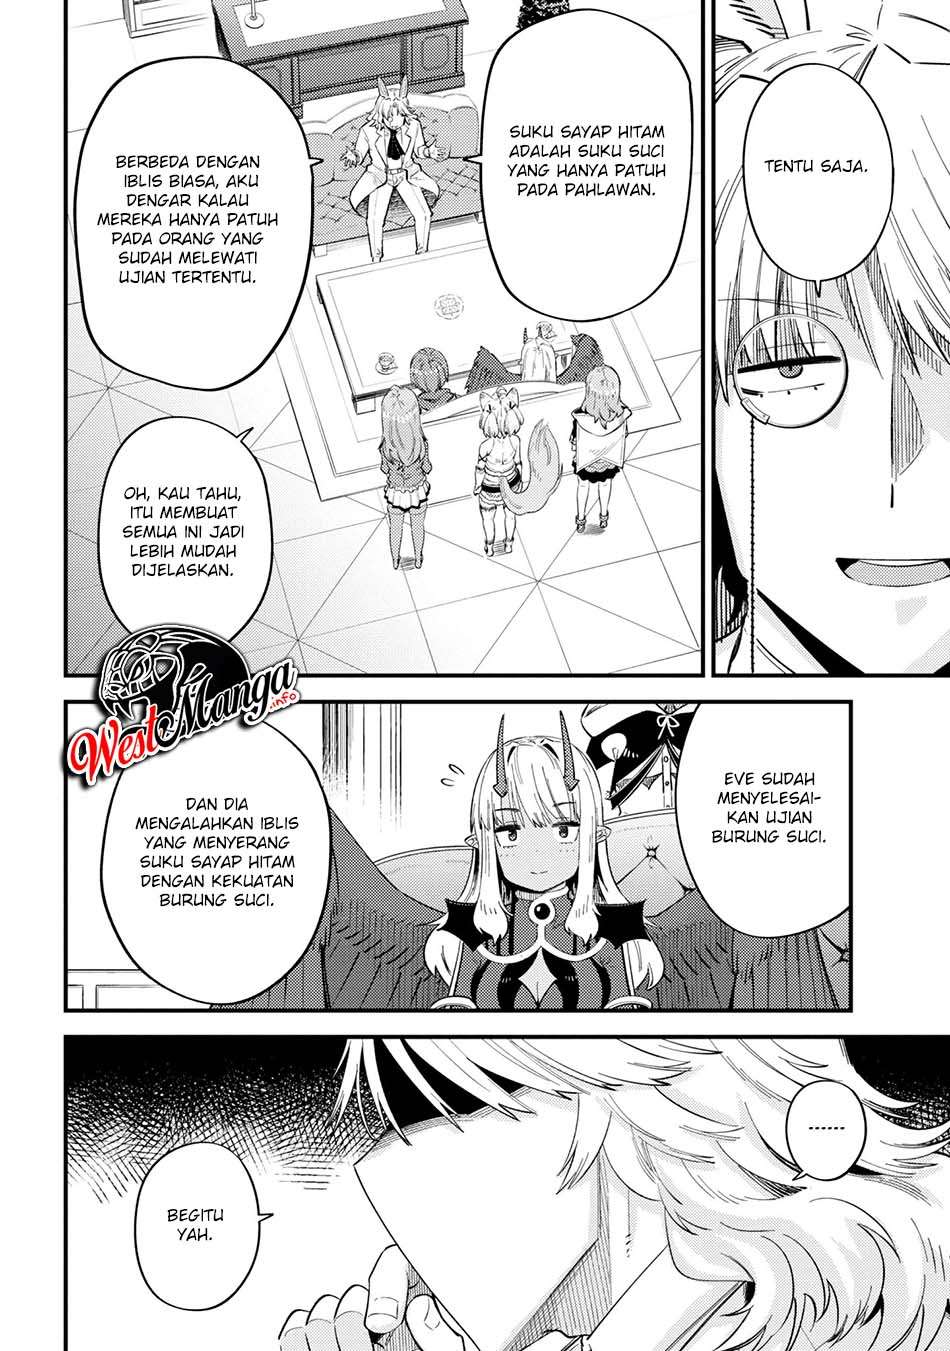 TENTU SAJA.
SUKU SAYAP HITAM
ADALAH SUKU SUCI
YANG HANYA PATUH
PADA PAHLAWAN.
BERBEDA DENGAN
IBLIS BIASA, AKU
DENGAR KALAU
MEREKA HANYA PATUH
PADA ORANG YANG
SUDAH MELEWATI
UJIAN TERTENTU.
OH, KAU TAHU,
ITU MEMBUAT
SEMUA INI JADI
LEBIH MUDAH
DIJELASKAN.
WestManga
.info
EVE SUDAH
MENYELESAI-
KAN UJIAN
BURUNG SUCI.
DAN DIA
MENGALAHKAN IBLIS
YANG MENYERANG
SUKU SAYAP HITAM
DENGAN KEKUATAN
BURUNG SUCI.
------
BEGITU
YAH.